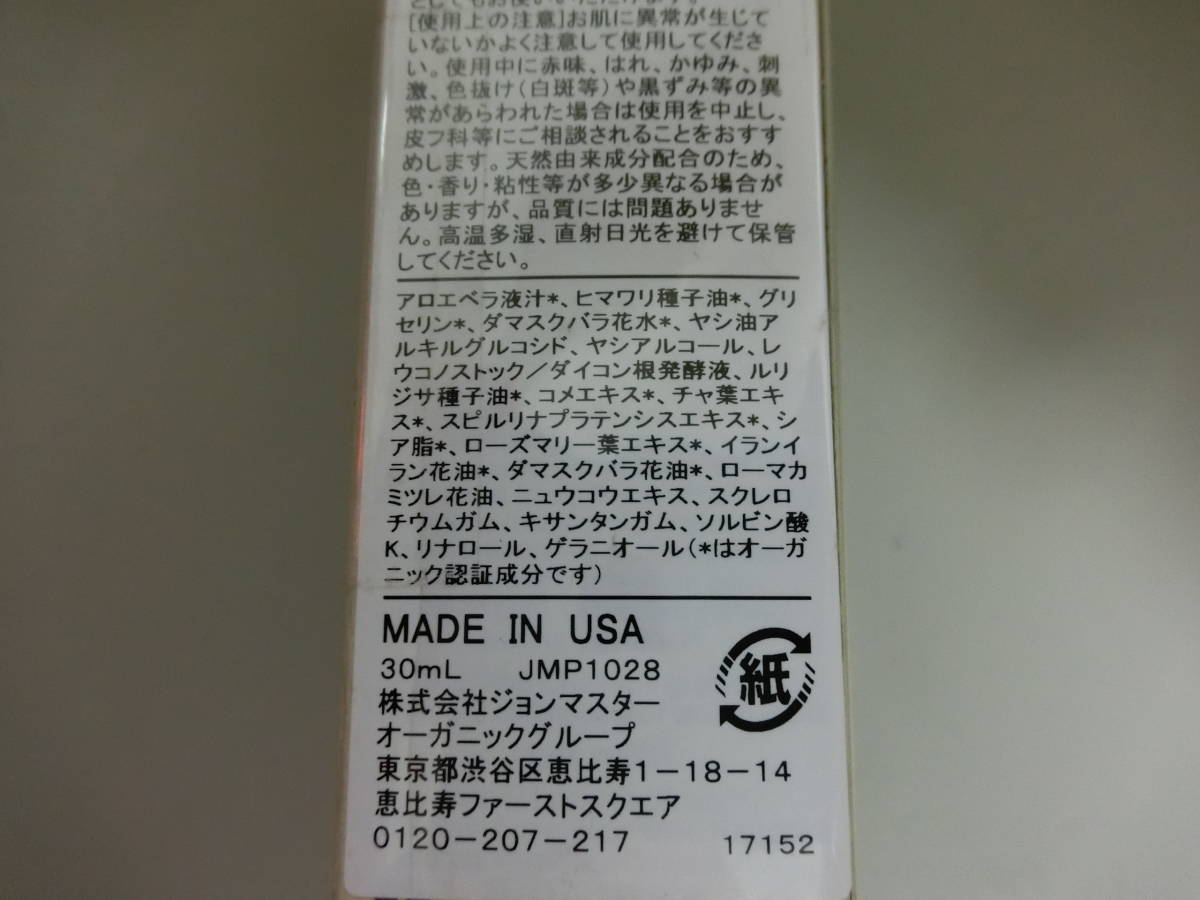 としてもお使いいただけます。
[使用上の注意]お肌に異常が生じて
いないかよく注意して使用してくださ
い。使用中に赤味、はれ、かゆみ、刺
激、色抜け(白斑等)や黒ずみ等の異
常があらわれた場合は使用を中止し、
皮フ科等にご相談されることをおすす
めします。天然由来成分配合のため、
色・香り・粘性等が多少異なる場合が
ありますが、品質には問題ありませ
ん。高温多湿、直射日光を避けて保管
してください。
アロエベラ液汁*、ヒマワリ種子油*、グリ
セリン*、ダマスクバラ花水*、ヤシ油ア
ルキルグルコシド、ヤシアルコール、レ
ウコノストック/ダイコン根発酵液、ルリ
ジサ種子油*、コメエキス*、チャ葉エキ
ス*、スピルリナプラテンシスエキス*、シ
ア脂*、ローズマリー葉エキス*、イランイ
ラン花油*、ダマスクバラ花油*、ローマカ
ミツレ花油、ニュウコウエキス、スクレロ
チウムガム、キサンタンガム、ソルビン酸
K、リナロール、ゲラニオール(*はオーガ
ニック認証成分です)
MADE IN USA
30mL JMP1028
紙
株式会社ジョンマスター
オーガニックグループ
東京都渋谷区恵比寿1-18-14
恵比寿ファーストスクエア
0120-207-217 17152